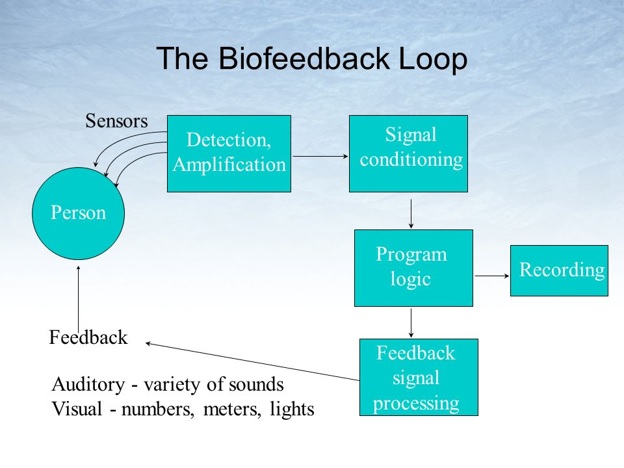 The Biofeedback Loop
Sensors
Detection,
Amplification
Signal
conditioning
Person
Program
logic
Recording
Feedback
Feedback
signal
processing
Auditory - variety of sounds
Visual - numbers, meters, lights